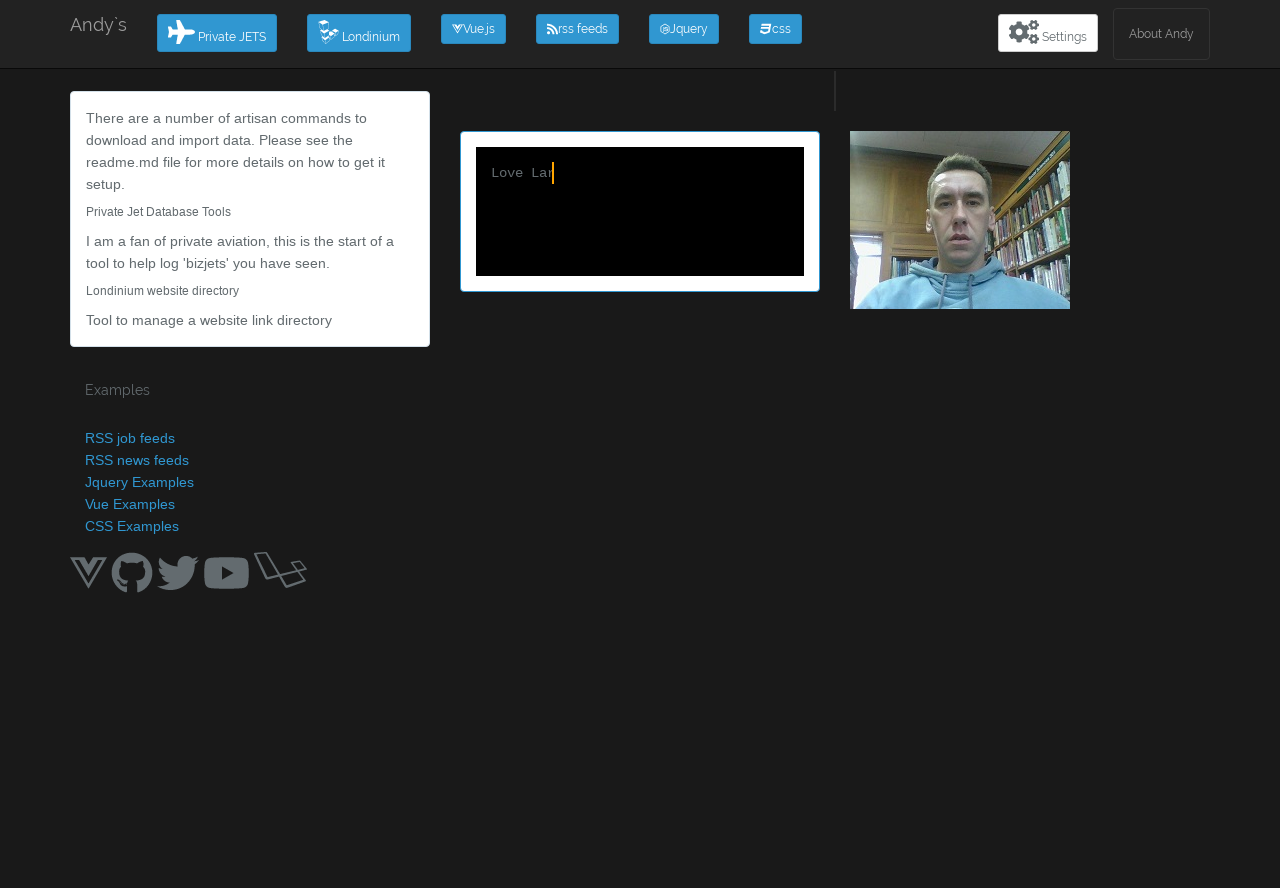 Andy`s
Private JETS
Londinium
Vue.js
rss feeds
Jquery
css
Settings
About Andy
There are a number of artisan commands to
download and import data. Please see the
readme.md file for more details on how to get it
setup.
Private Jet Database Tools
I am a fan of private aviation, this is the start of a
tool to help log 'bizjets' you have seen.
Londinium website directory
Tool to manage a website link directory
Love Lar
Examples
RSS job feeds
RSS news feeds
Jquery Examples
Vue Examples
CSS Examples